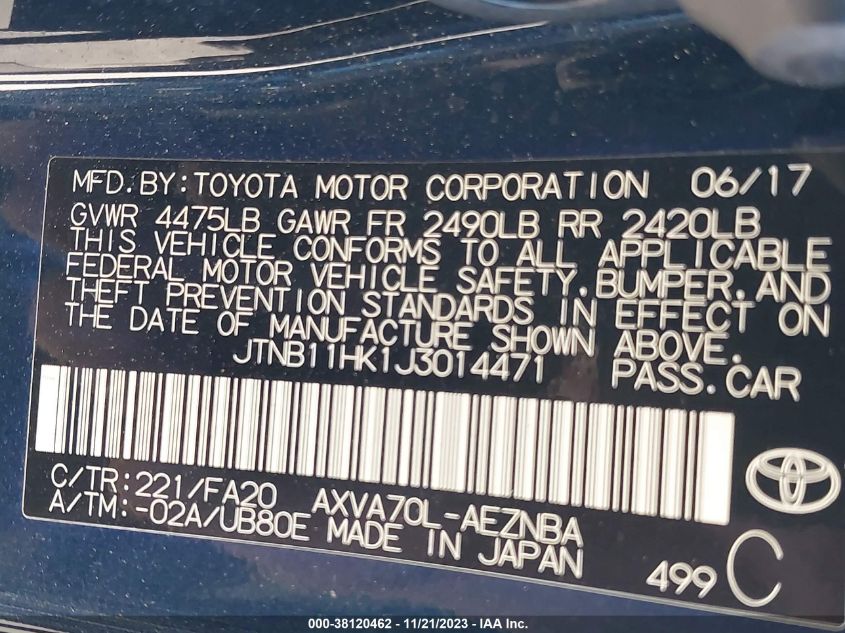 MFD. BY: TOYOTA MOTOR CORPORATION 06/17
GVWR 4475LB GAWR FR 2490LB RR 2420LB
THIS VEHICLE CONFORMS TO ALL APPLICABLE
FEDERAL MOTOR VEHICLE SAFETY, BUMPER, AND
THEFT PREVENTION STANDARDS IN EFFECT ON
THE DATE OF MANUFACTURE SHOWN ABOVE.
JTNB11HK1J3014471 PASS. CAR
C/TR: 221/FA20 AXVA70L-AEZNBA
A/TM: -02A/UB80E MADE IN JAPAN
499 C
000-38120462 - 11/21/2023 - IAA Inc.